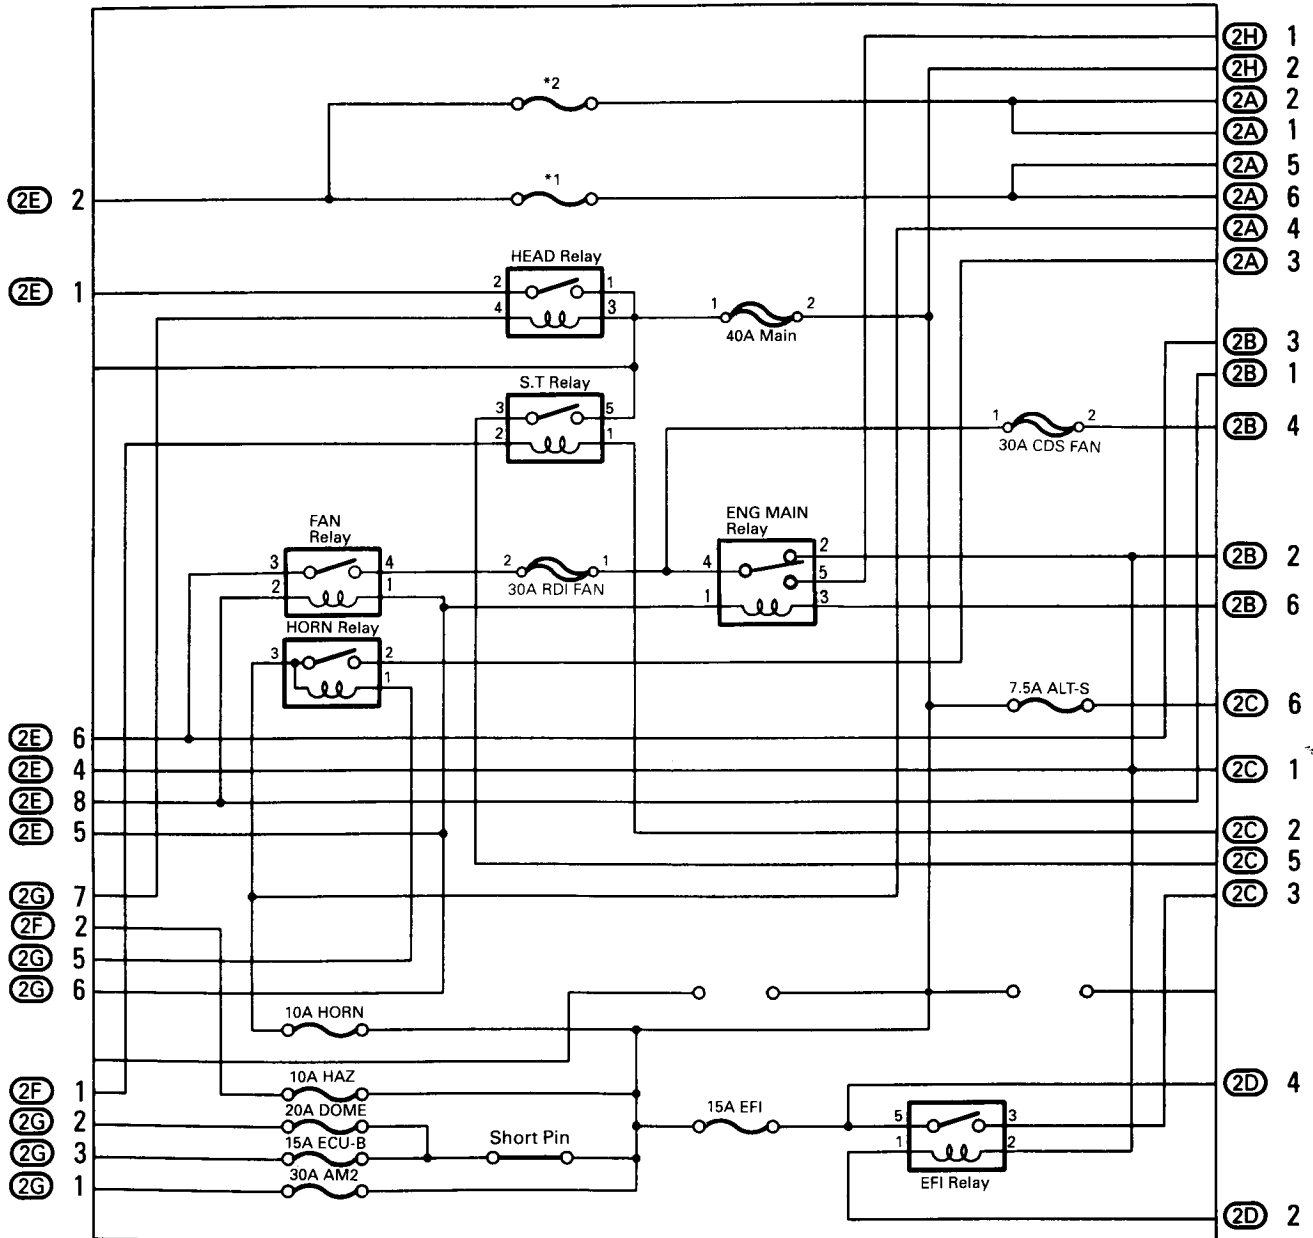 2H 1
2H 2
*2
2A 2
2A 1
2A 5
*1
2E 2
2A 6
2A 4
HEAD Relay
2A 3
2 1
2E 1
4 3
1 2
40A Main
2B 3
S.T Relay
2B 1
3 5
1 2
2B 4
2 1
30A CDS FAN
ENG MAIN
Relay
FAN
Relay
2
2B 2
3 4
2 1
4
5
30A RDI FAN
2 1
1 3
2B 6
HORN Relay
3 2
1
7.5A ALT-S
2C 6
2E 6
2E 4
2C 1
2E 8
2E 5
2C 2
2C 5
2G 7
2C 3
2F 2
2G 5
2G 6
10A HORN
10A HAZ
2F 1
2D 4
20A DOME
15A EFI
2G 2
5 3
15A ECU-B
Short Pin
1 2
2G 3
30A AM2
2G 1
EFI Relay
2D 2